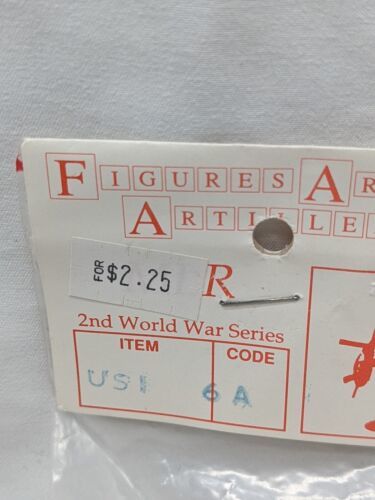 FIGURES AR
ARTILLE
FOR $2.25
R
2nd World War Series
ITEM
CODE
US1
6A